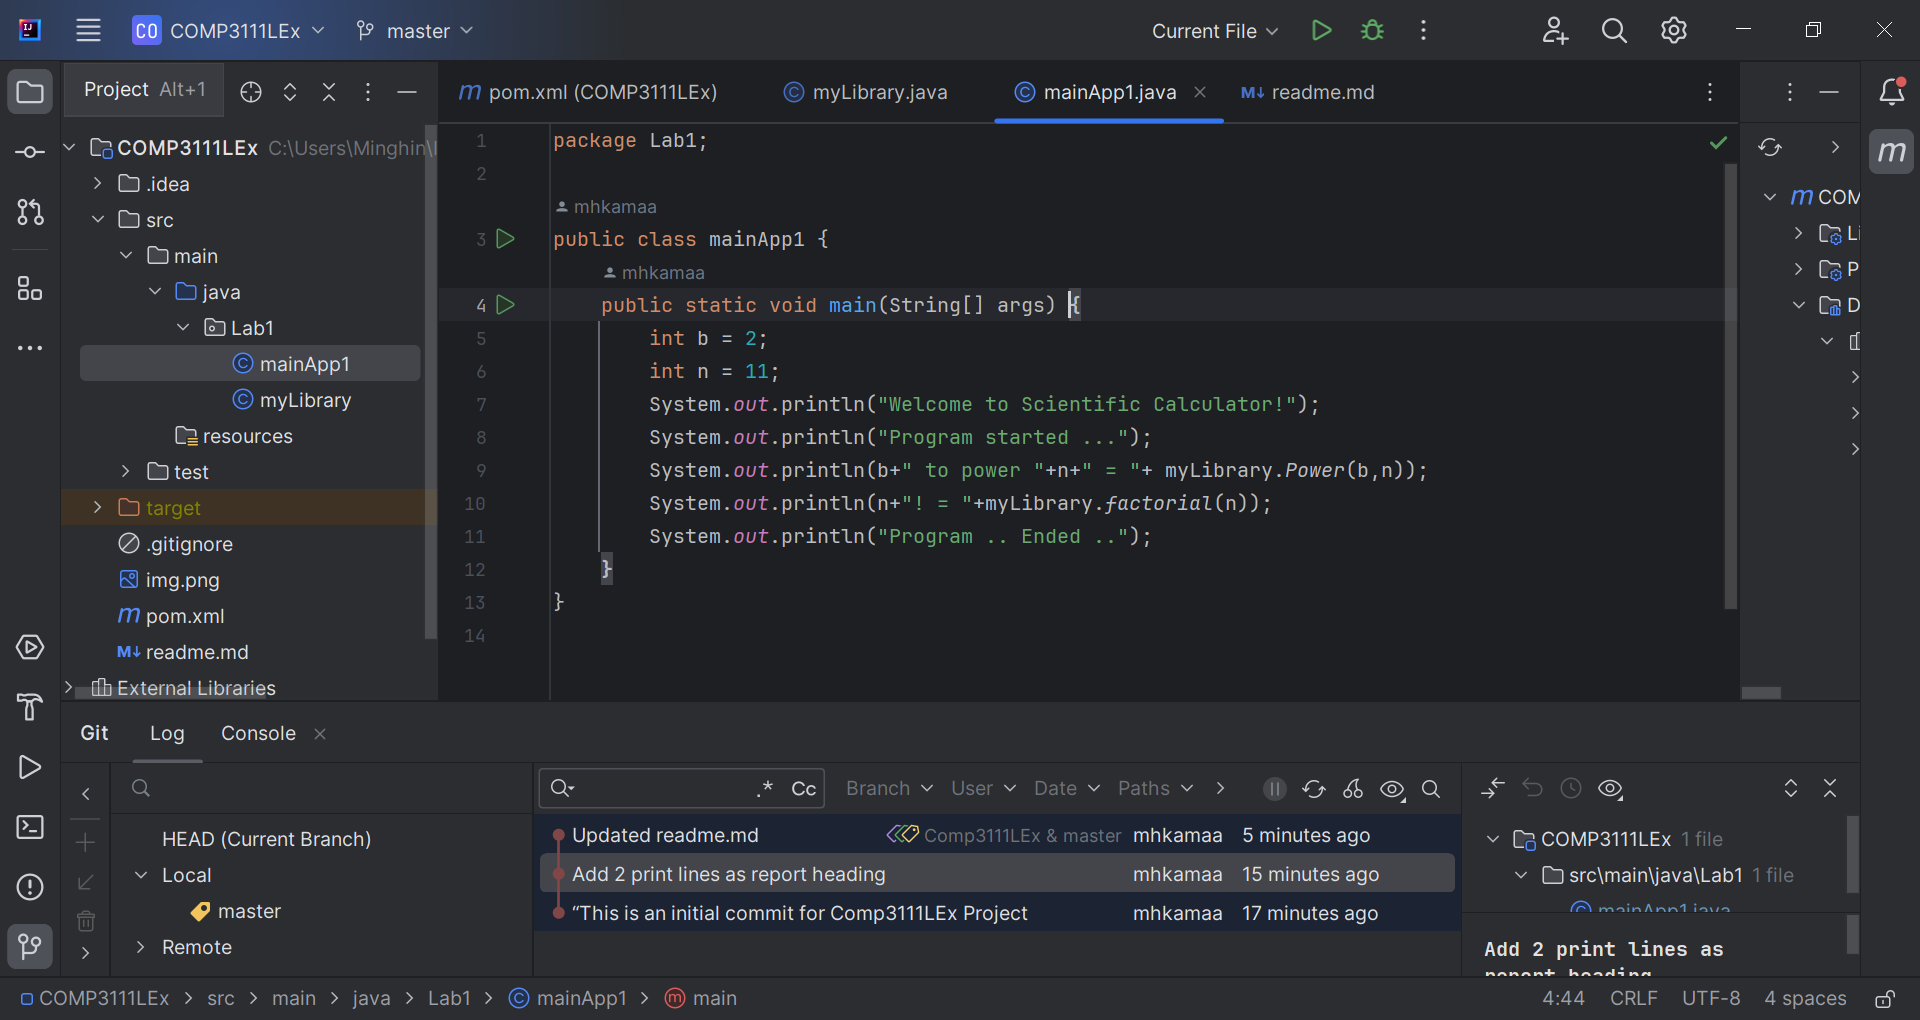 CO COMP3111LEx master Current File
Project Alt+1
pom.xml (COMP3111LEx) myLibrary.java mainApp1.java readme.md
COMP3111LEx C:\Users\Minghin\
.idea
src
main
java
Lab1
mainApp1
myLibrary
resources
test
target
.gitignore
img.png
pom.xml
readme.md
External Libraries
1 package Lab1;
2
mhkamaa
3 public class mainApp1 {
mhkamaa
4 public static void main(String[] args) {
5 int b = 2;
6 int n = 11;
7 System.out.println("Welcome to Scientific Calculator!");
8 System.out.println("Program started ...");
9 System.out.println(b+" to power "+n+" = "+ myLibrary.Power(b,n));
10 System.out.println(n+"! = "+myLibrary.factorial(n));
11 System.out.println("Program .. Ended ..");
12 }
13 }
14
m
m COM
Li
P
D
Git Log Console
HEAD (Current Branch)
Local
master
Remote
.* Cc Branch User Date Paths
Updated readme.md Comp3111LEx & master mhkamaa 5 minutes ago
Add 2 print lines as report heading mhkamaa 15 minutes ago
“This is an initial commit for Comp3111LEx Project mhkamaa 17 minutes ago
COMP3111LEx 1 file
src\main\java\Lab1 1 file
mainApp1.java
Add 2 print lines as
report heading
COMP3111LEx > src > main > java > Lab1 > mainApp1 > main 4:44 CRLF UTF-8 4 spaces